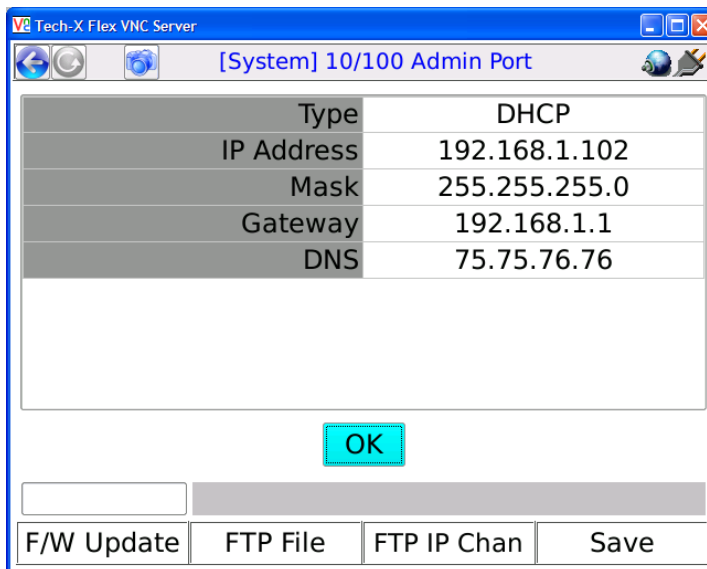 Tech-X Flex VNC Server
[System] 10/100 Admin Port
Type DHCP
IP Address 192.168.1.102
Mask 255.255.255.0
Gateway 192.168.1.1
DNS 75.75.76.76
OK
F/W Update FTP File FTP IP Chan Save